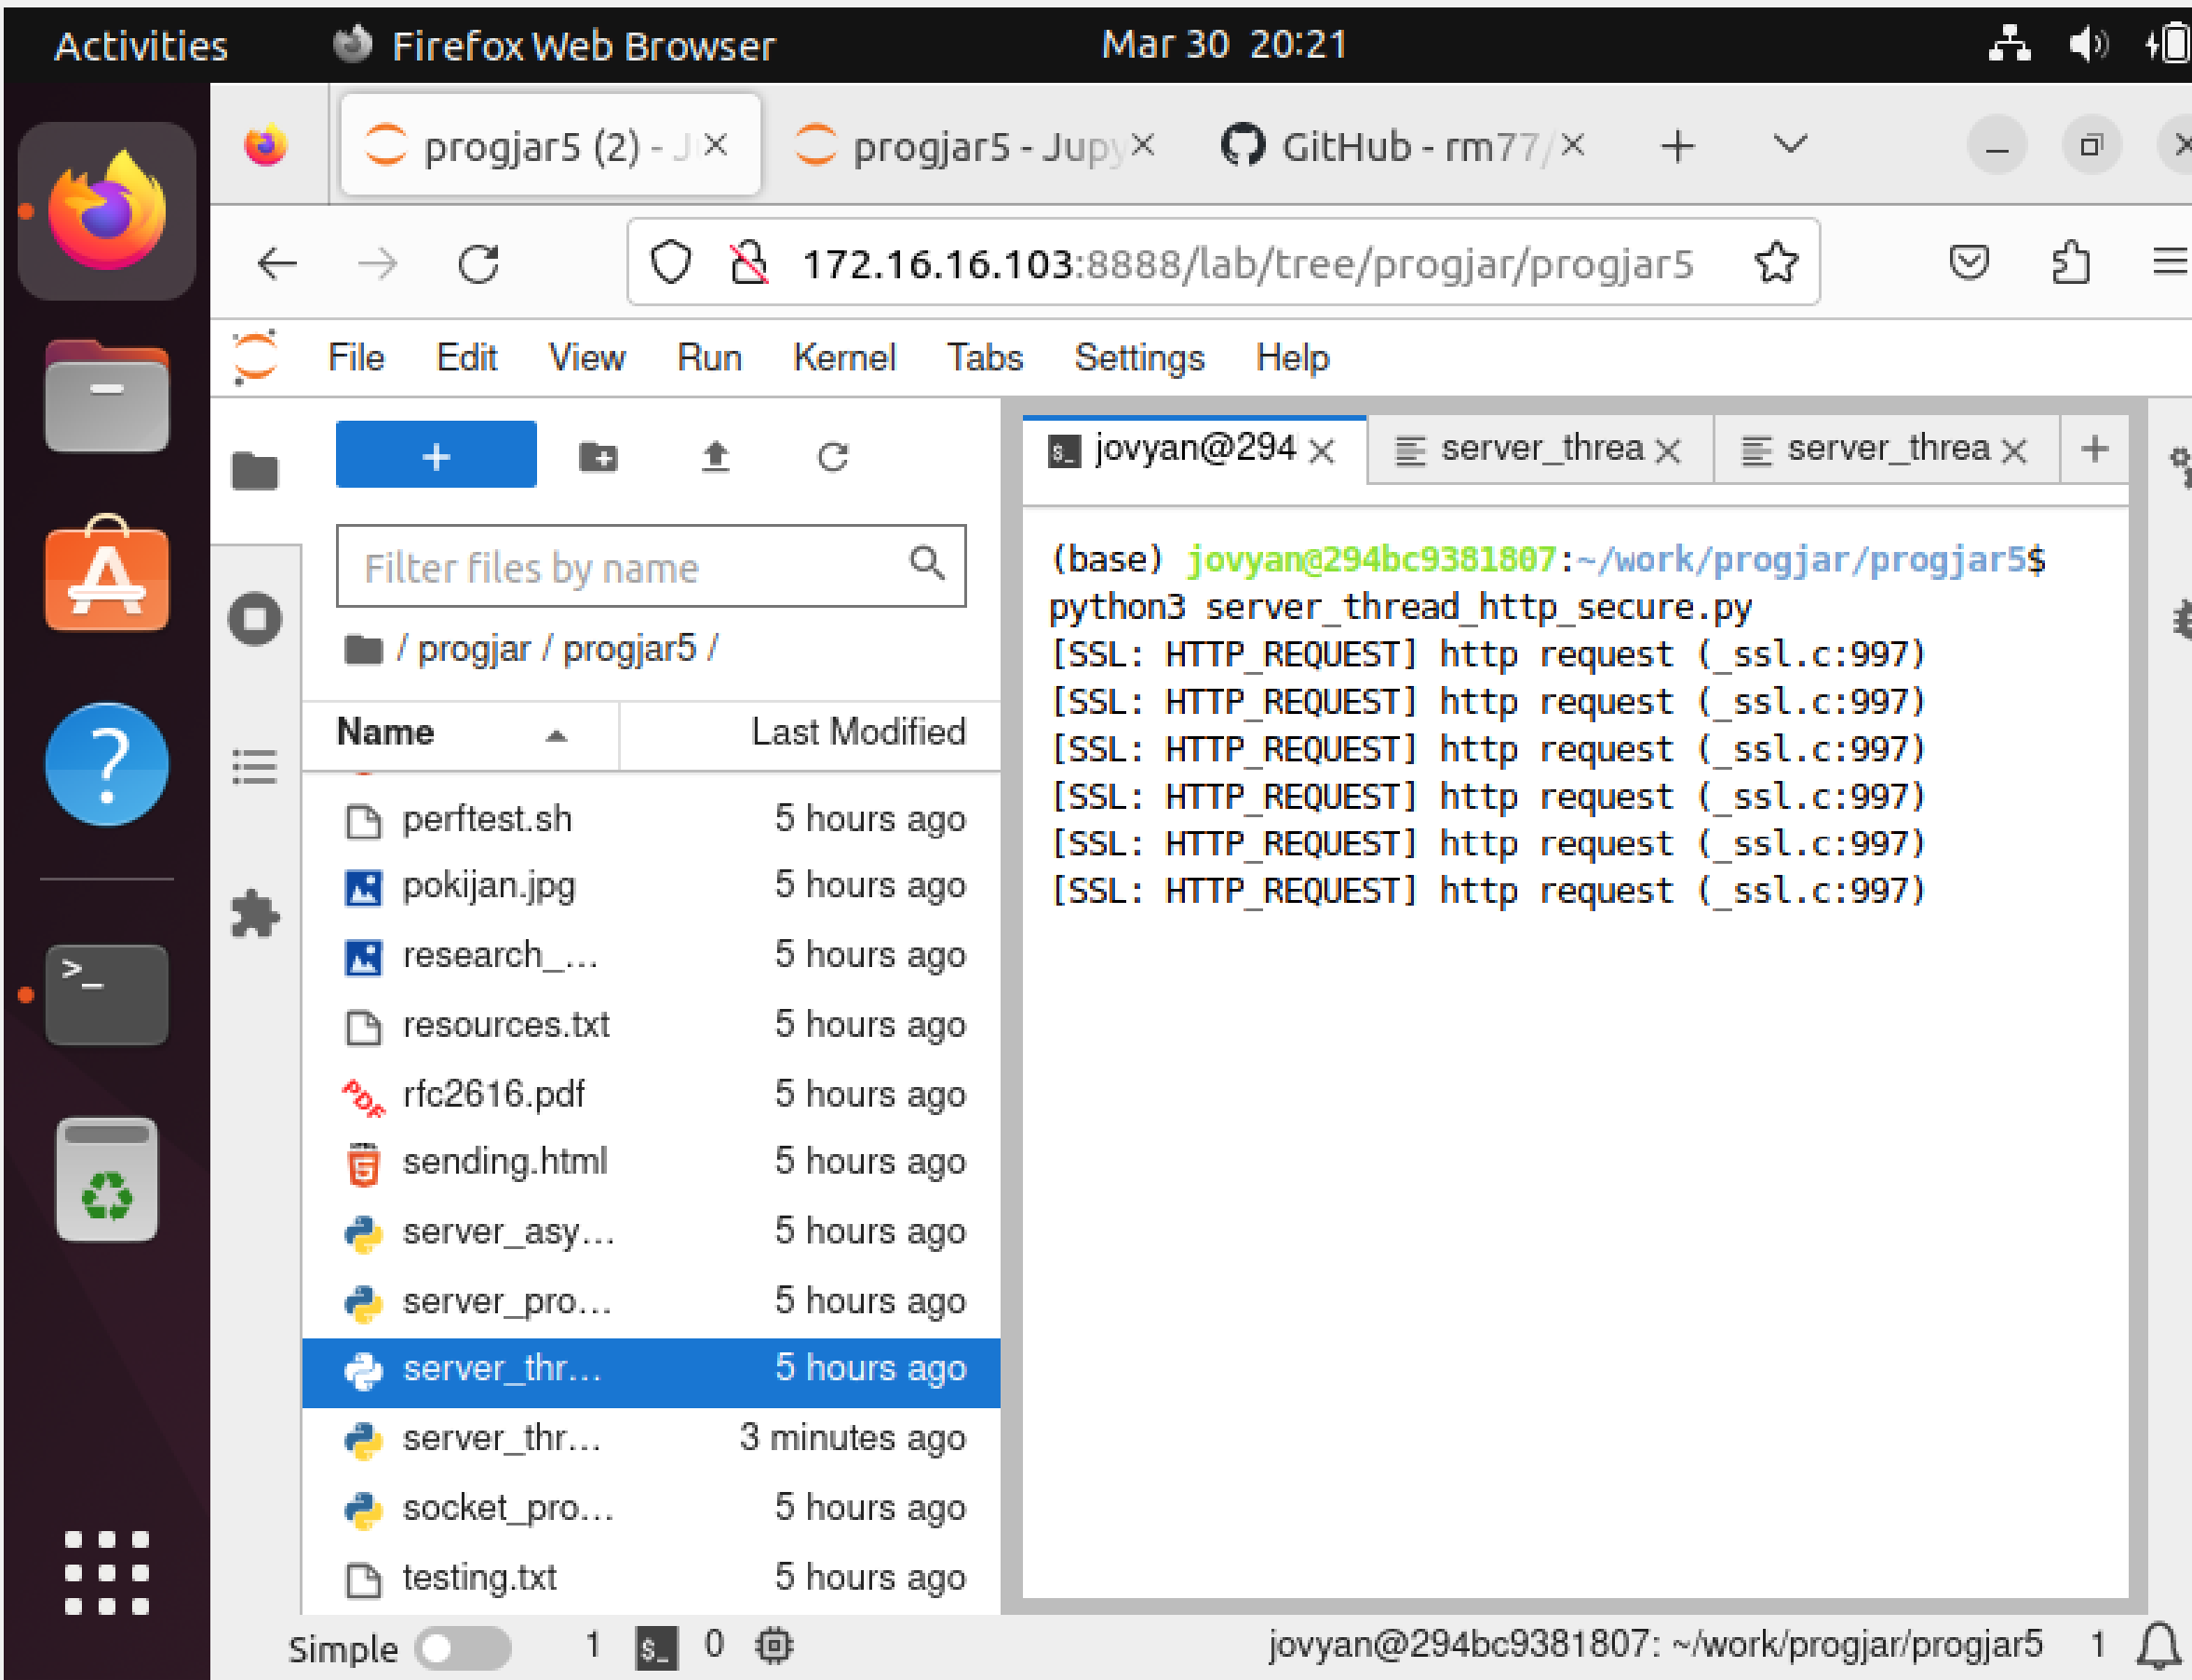 Activities Firefox Web Browser Mar 30 20:21
progjar5 (2) - J progjar5 - Jupy GitHub - rm77/
172.16.16.103:8888/lab/tree/progjar/progjar5
File Edit View Run Kernel Tabs Settings Help
+ jovyan@294 server_threa server_threa +
Filter files by name
/ progjar / progjar5 /
Name Last Modified
perftest.sh 5 hours ago
pokijan.jpg 5 hours ago
research_... 5 hours ago
resources.txt 5 hours ago
rfc2616.pdf 5 hours ago
sending.html 5 hours ago
server_asy... 5 hours ago
server_pro... 5 hours ago
server_thr... 5 hours ago
server_thr... 3 minutes ago
socket_pro... 5 hours ago
testing.txt 5 hours ago
(base) jovyan@294bc9381807:~/work/progjar/progjar5$
python3 server_thread_http_secure.py
[SSL: HTTP_REQUEST] http request (_ssl.c:997)
[SSL: HTTP_REQUEST] http request (_ssl.c:997)
[SSL: HTTP_REQUEST] http request (_ssl.c:997)
[SSL: HTTP_REQUEST] http request (_ssl.c:997)
[SSL: HTTP_REQUEST] http request (_ssl.c:997)
[SSL: HTTP_REQUEST] http request (_ssl.c:997)
Simple 1 $_ 0 jovyan@294bc9381807: ~/work/progjar/progjar5 1